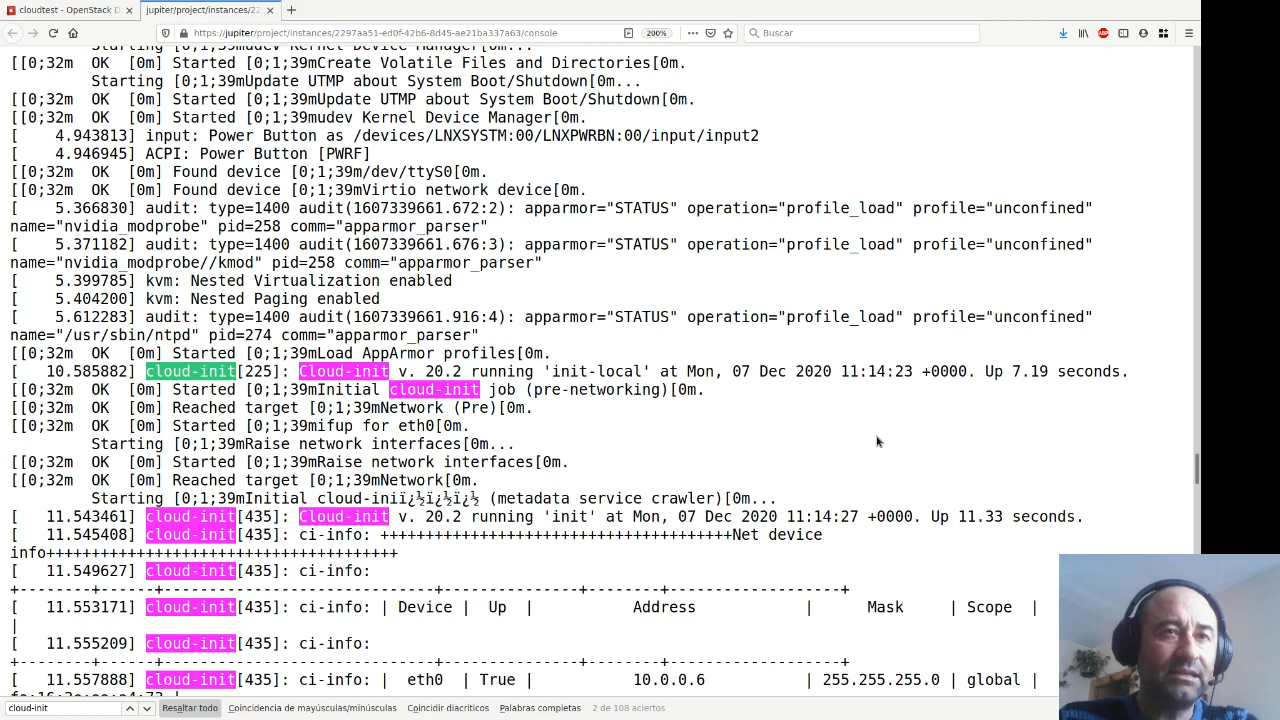 cloudtest - OpenStack D
jupiter/project/instances/22
https://jupiter/project/instances/2297aa51-ed0f-42b6-8d45-ae21ba337a63/console
200%
Buscar
Starting [0;1;39mudev Kernel Device Manager[0m...
[[0;32m  OK  [0m] Started [0;1;39mCreate Volatile Files and Directories[0m.
Starting [0;1;39mUpdate UTMP about System Boot/Shutdown[0m...
[[0;32m  OK  [0m] Started [0;1;39mUpdate UTMP about System Boot/Shutdown[0m.
[[0;32m  OK  [0m] Started [0;1;39mudev Kernel Device Manager[0m.
[    4.943813] input: Power Button as /devices/LNXSYSTM:00/LNXPWRBN:00/input/input2
[    4.946945] ACPI: Power Button [PWRF]
[[0;32m  OK  [0m] Found device [0;1;39m/dev/ttyS0[0m.
[[0;32m  OK  [0m] Found device [0;1;39mVirtio network device[0m.
[    5.366830] audit: type=1400 audit(1607339661.672:2): apparmor="STATUS" operation="profile_load" profile="unconfined"
name="nvidia_modprobe" pid=258 comm="apparmor_parser"
[    5.371182] audit: type=1400 audit(1607339661.676:3): apparmor="STATUS" operation="profile_load" profile="unconfined"
name="nvidia_modprobe//kmod" pid=258 comm="apparmor_parser"
[    5.399785] kvm: Nested Virtualization enabled
[    5.404200] kvm: Nested Paging enabled
[    5.612283] audit: type=1400 audit(1607339661.916:4): apparmor="STATUS" operation="profile_load" profile="unconfined"
name="/usr/sbin/ntpd" pid=274 comm="apparmor_parser"
[[0;32m  OK  [0m] Started [0;1;39mLoad AppArmor profiles[0m.
[   10.585882] cloud-init[225]: Cloud-init v. 20.2 running 'init-local' at Mon, 07 Dec 2020 11:14:23 +0000. Up 7.19 seconds.
[[0;32m  OK  [0m] Started [0;1;39mInitial cloud-init job (pre-networking)[0m.
[[0;32m  OK  [0m] Reached target [0;1;39mNetwork (Pre)[0m.
[[0;32m  OK  [0m] Started [0;1;39mifup for eth0[0m.
Starting [0;1;39mRaise network interfaces[0m...
[[0;32m  OK  [0m] Started [0;1;39mRaise network interfaces[0m.
[[0;32m  OK  [0m] Reached target [0;1;39mNetwork[0m.
Starting [0;1;39mInitial cloud-iniï¿½ï¿½ï¿½ (metadata service crawler)[0m...
[   11.543461] cloud-init[435]: Cloud-init v. 20.2 running 'init' at Mon, 07 Dec 2020 11:14:27 +0000. Up 11.33 seconds.
[   11.545408] cloud-init[435]: ci-info: +++++++++++++++++++++++++++++++++++++++Net device
info+++++++++++++++++++++++++++++++++++++++
[   11.549627] cloud-init[435]: ci-info:
+--------+------+------------------------------+---------------+--------+-------------------+
[   11.553171] cloud-init[435]: ci-info: | Device |  Up  |           Address            |      Mask     | Scope  |
|
[   11.555209] cloud-init[435]: ci-info:
+--------+------+------------------------------+---------------+--------+-------------------+
[   11.557888] cloud-init[435]: ci-info: |  eth0  | True |           10.0.0.6           | 255.255.255.0 | global |
cloud-init
Resaltar todo
Coincidencia de mayúsculas/minúsculas
Coincidir diacríticos
Palabras completas
2 de 108 aciertos